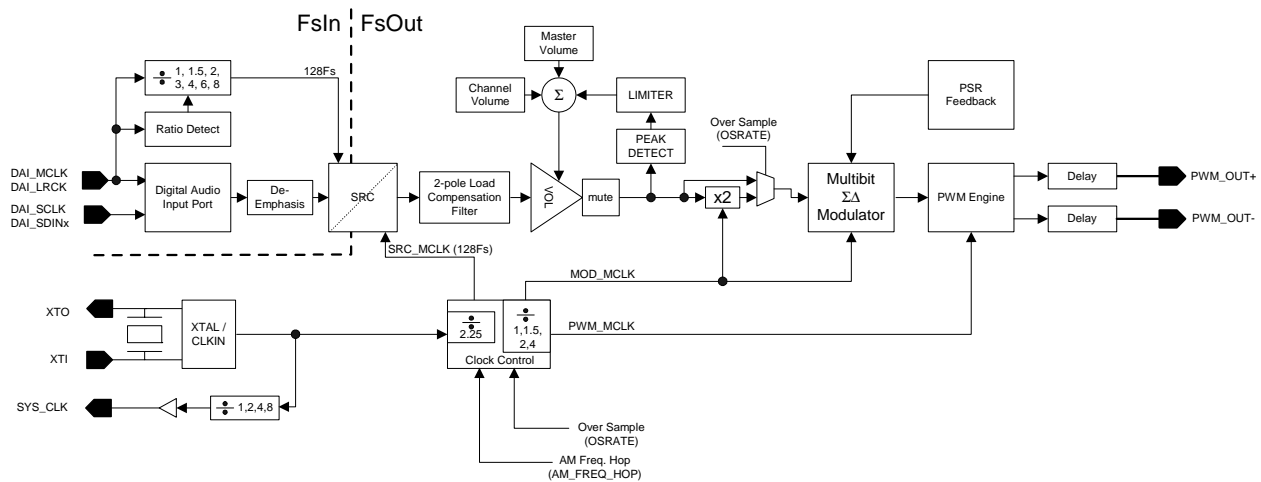 FsIn
FsOut
÷ 1, 1.5, 2,
3, 4, 6, 8
128Fs
Ratio Detect
DAI_MCLK
DAI_LRCK
DAI_SCLK
DAI_SDINx
Digital Audio
Input Port
De-
Emphasis
SRC
2-pole Load
Compensation
Filter
Master
Volume
Channel
Volume
Σ
LIMITER
PEAK
DETECT
VOL
mute
Over Sample
(OSRATE)
x2
Multibit
ΣΔ
Modulator
PSR
Feedback
PWM Engine
Delay
Delay
PWM_OUT+
PWM_OUT-
SRC_MCLK (128Fs)
MOD_MCLK
PWM_MCLK
XTO
XTI
XTAL /
CLKIN
÷
2.25
÷
1,1.5,
2,4
Clock Control
SYS_CLK
÷ 1,2,4,8
Over Sample
(OSRATE)
AM Freq. Hop
(AM_FREQ_HOP)